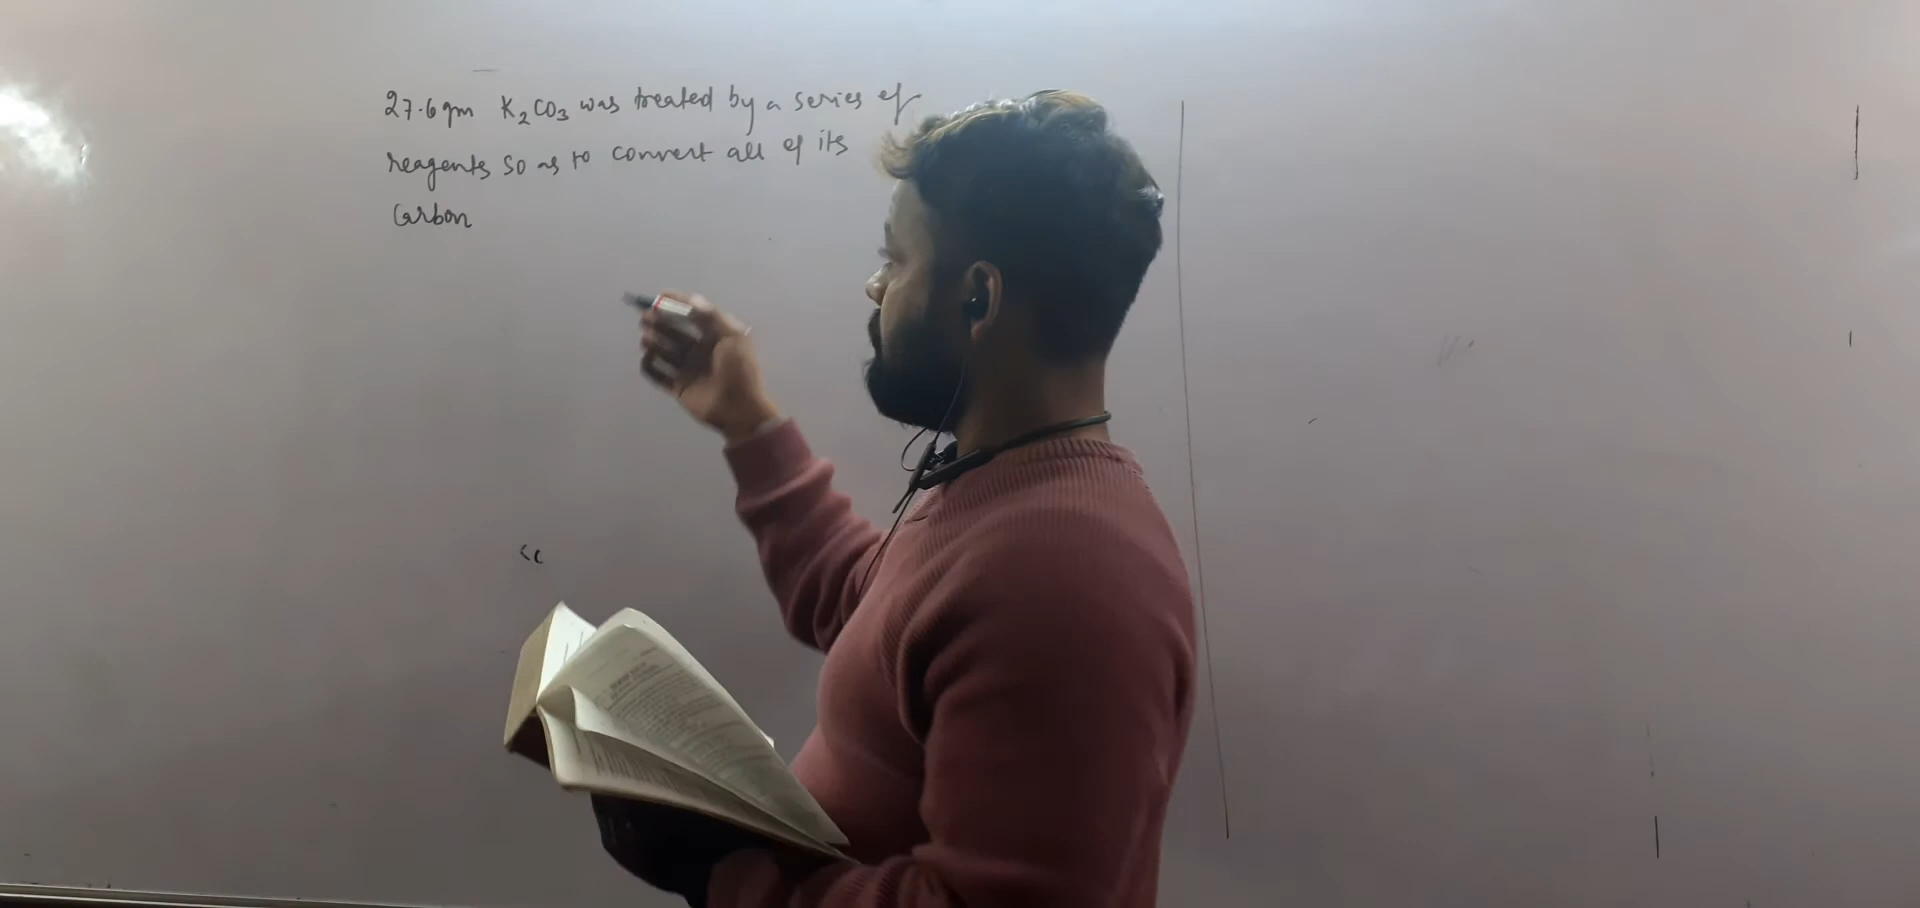 27.6 gm K₂CO₃ was treated by a series of
reagents so as to convert all of its
Carbon